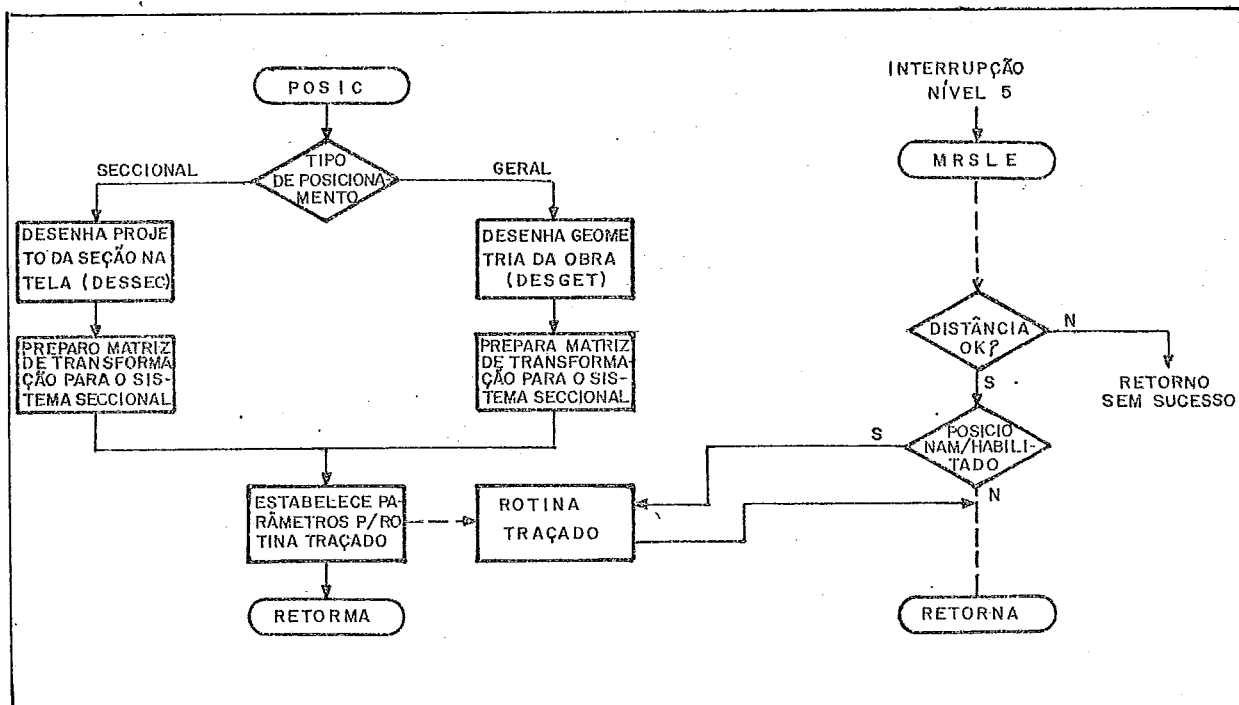 POSIC
TIPO
DE POSICIONA-
MENTO
SECCIONAL
GERAL
DESENHA PROJE
TO DA SEÇÃO NA
TELA (DESSEC)
DESENHA GEOME
TRIA DA OBRA
(DESGET)
PREPARO MATRIZ
DE TRANSFORMA
ÇÃO PARA O SIS-
TEMA SECCIONAL
PREPARA MATRIZ
DE TRANSFORMA-
ÇÃO PARA O SIS-
TEMA SECCIONAL
ESTABELECE PA-
RÂMETROS P/RO
TINA TRAÇADO
ROTINA
TRAÇADO
RETORMA
INTERRUPÇÃO
NÍVEL 5
MRSLE
DISTÂNCIA
OK?
N
RETORNO
SEM SUCESSO
S
POSICIO
NAM/HABILI-
TADO
S
N
RETORNA